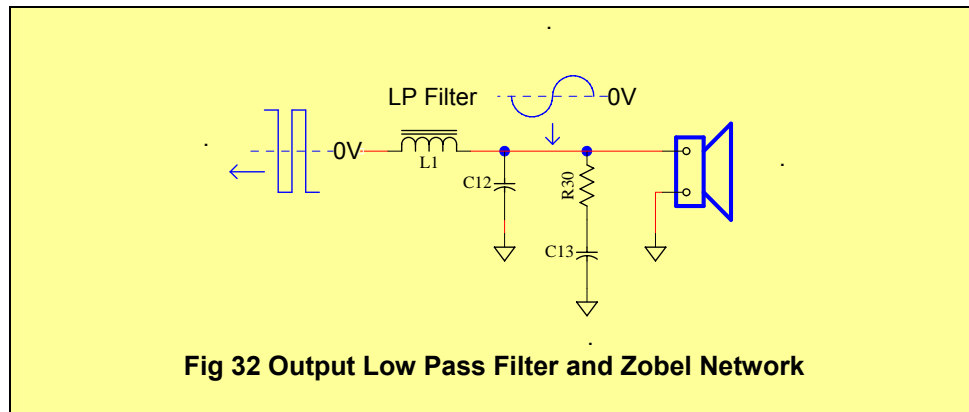 LP Filter
0V
0V
L1
C12
R30
C13
Fig 32 Output Low Pass Filter and Zobel Network